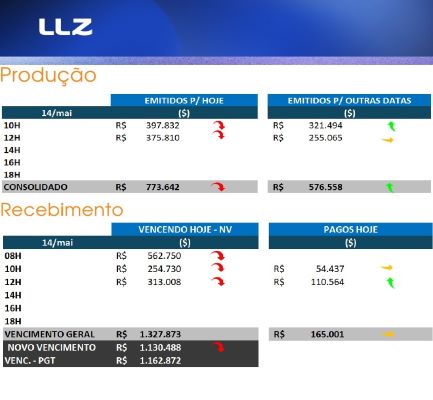 LLZ
Produção
EMITIDOS P/ HOJE EMITIDOS P/ OUTRAS DATAS
14/mai ($) ($)
10H R$ 397.832 R$ 321.494
12H R$ 375.810 R$ 255.065
14H
16H
18H
CONSOLIDADO R$ 773.642 R$ 576.558
Recebimento
VENCENDO HOJE - NV PAGOS HOJE
14/mai ($) ($)
08H R$ 562.750
10H R$ 254.730 R$ 54.437
12H R$ 313.008 R$ 110.564
14H
16H
18H
VENCIMENTO GERAL R$ 1.327.873 R$ 165.001
NOVO VENCIMENTO R$ 1.130.488
VENC. - PGT R$ 1.162.872